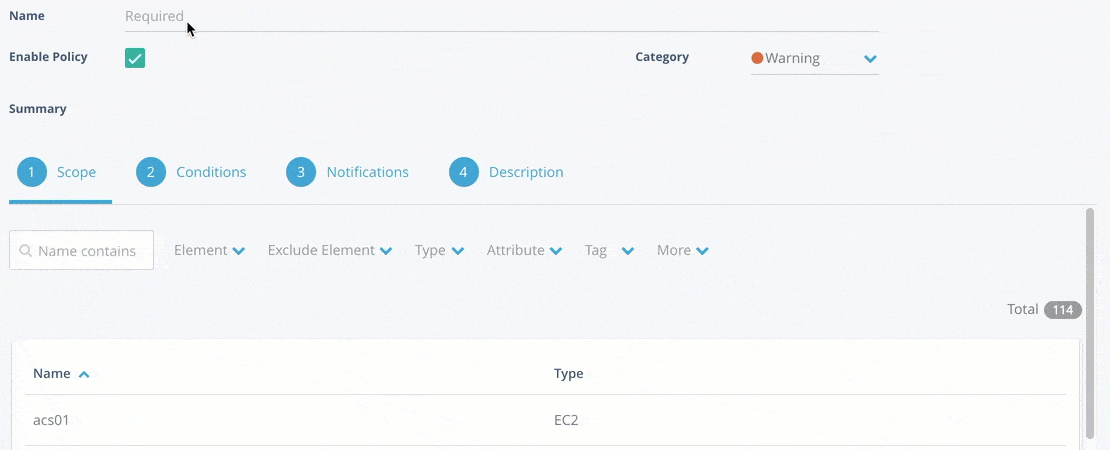 Name Required
Enable Policy Category Warning
Summary
1 Scope 2 Conditions 3 Notifications 4 Description
Name contains Element Exclude Element Type Attribute Tag More
Total 114
Name Type
acs01 EC2